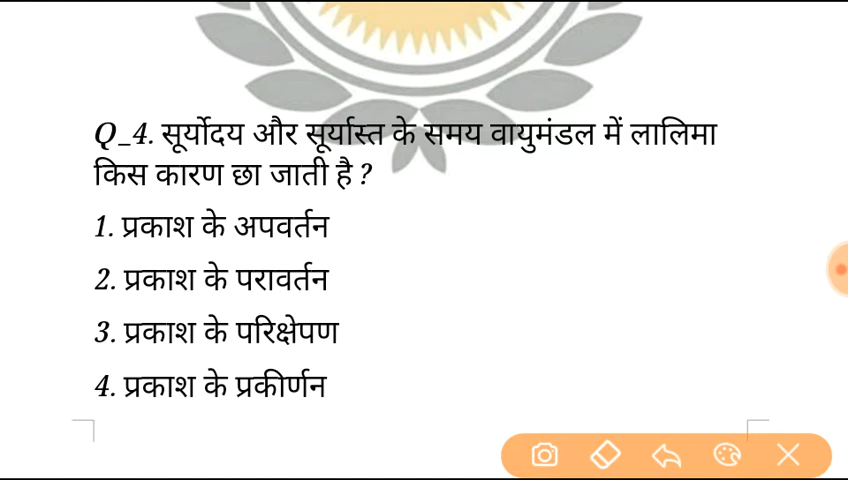 Q_4. सूर्योदय और सूर्यास्त के समय वायुमंडल में लालिमा
किस कारण छा जाती है ?
1. प्रकाश के अपवर्तन
2. प्रकाश के परावर्तन
3. प्रकाश के परिक्षेपण
4. प्रकाश के प्रकीर्णन